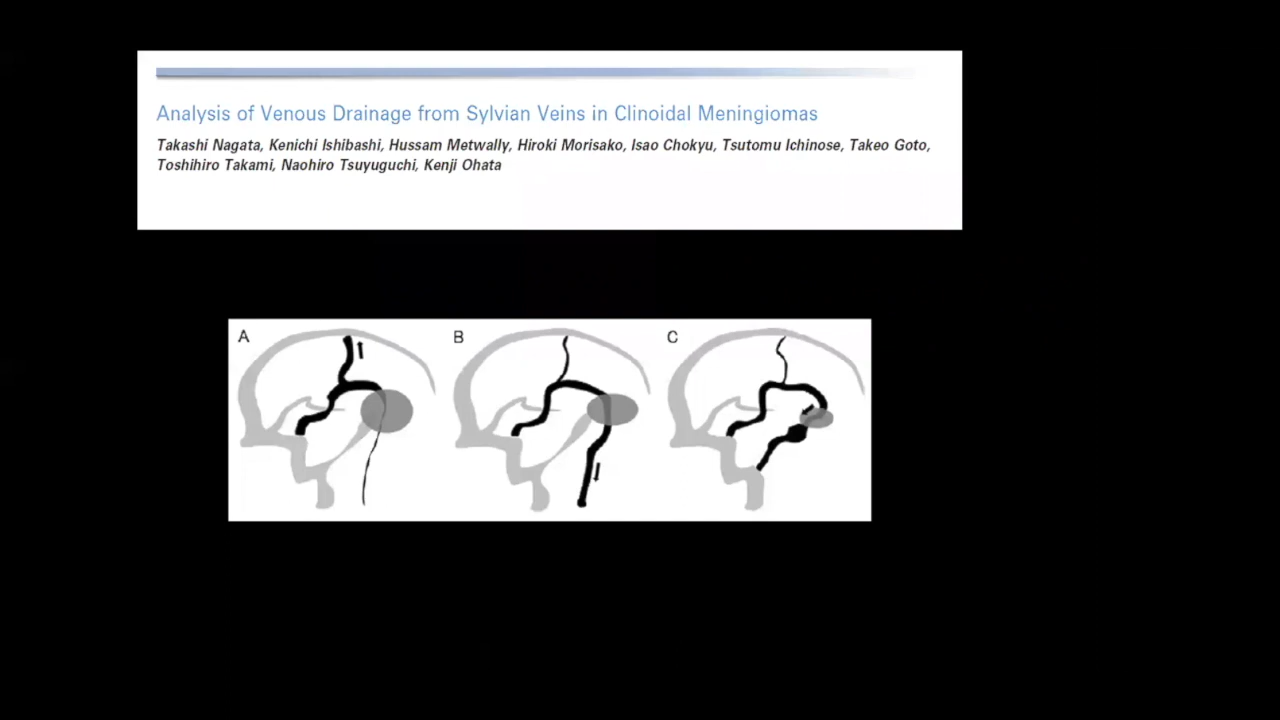 Analysis of Venous Drainage from Sylvian Veins in Clinoidal Meningiomas
Takashi Nagata, Kenichi Ishibashi, Hussam Metwally, Hiroki Morisako, Isao Chokyu, Tsutomu Ichinose, Takeo Goto,
Toshihiro Takami, Naohiro Tsuyuguchi, Kenji Ohata
A B C